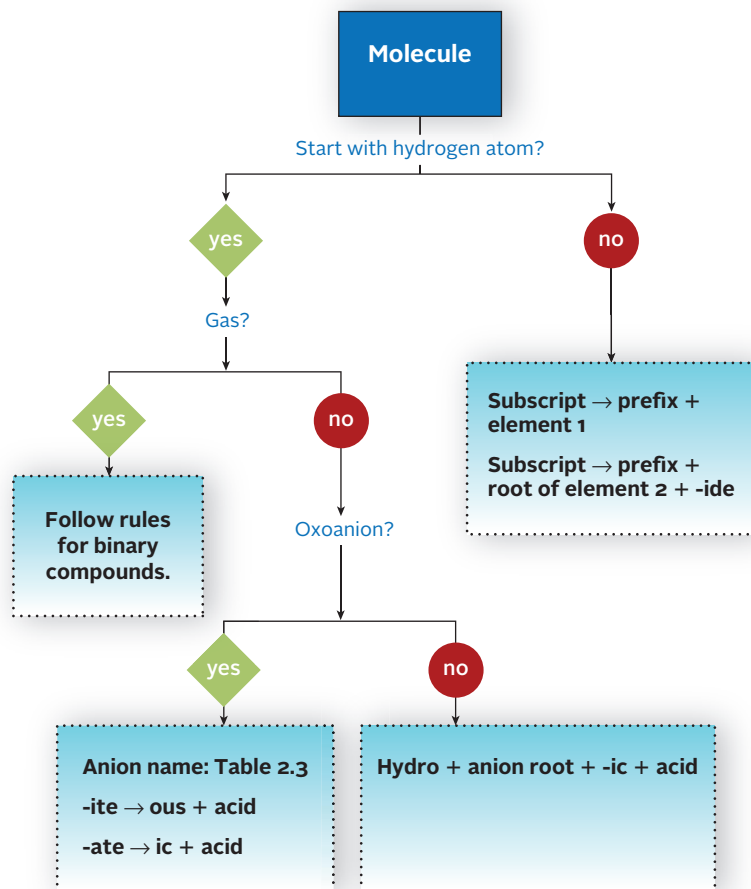 Molecule
Start with hydrogen atom?
yes
no
Gas?
yes
no
Subscript → prefix +
element 1
Subscript → prefix +
root of element 2 + -ide
Follow rules
for binary
compounds.
Oxoanion?
yes
no
Anion name: Table 2.3
-ite → ous + acid
-ate → ic + acid
Hydro + anion root + -ic + acid